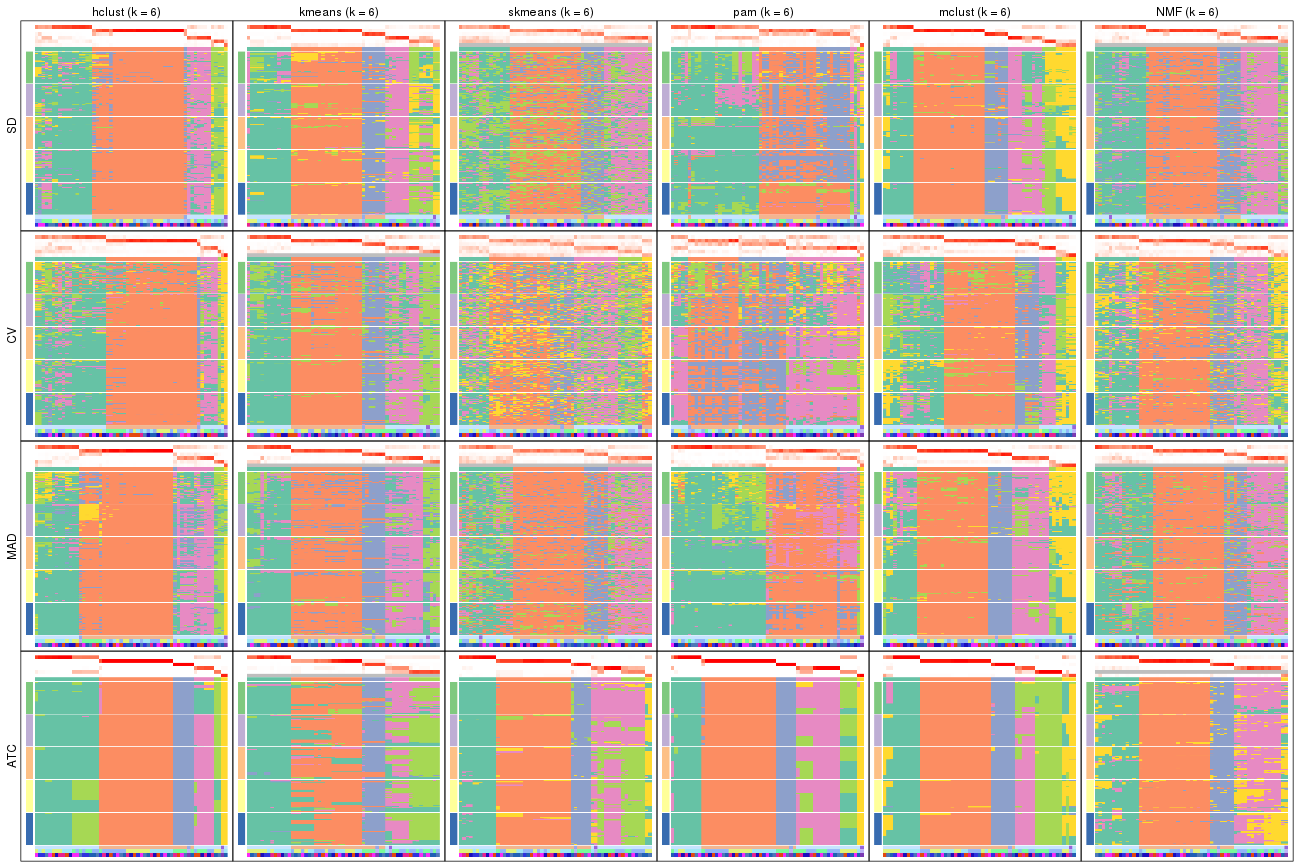 hclust (k = 6) kmeans (k = 6) skmeans (k = 6) pam (k = 6) mclust (k = 6) NMF (k = 6)
SD
CV
MAD
ATC